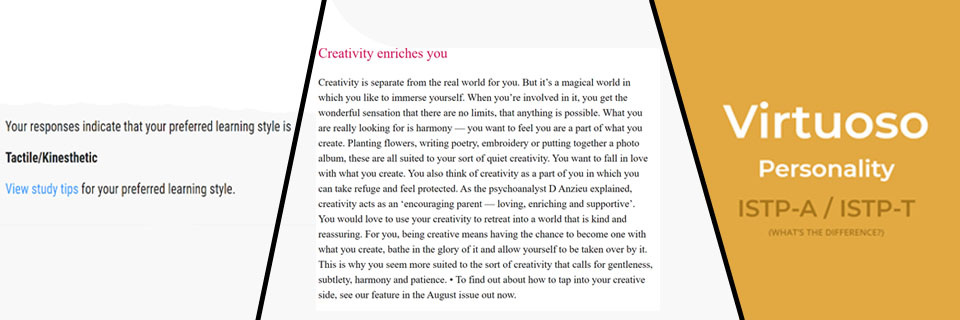 Your responses indicate that your preferred learning style is
Tactile/Kinesthetic
View study tips for your preferred learning style.
Creativity enriches you
Creativity is separate from the real world for you. But it's a magical world in
which you like to immerse yourself. When you're involved in it, you get the
wonderful sensation that there are no limits, that anything is possible. What you
are really looking for is harmony — you want to feel you are a part of what you
create. Planting flowers, writing poetry, embroidery or putting together a photo
album, these are all suited to your sort of quiet creativity. You want to fall in love
with what you create. You also think of creativity as a part of you in which you
can take refuge and feel protected. As the psychoanalyst D Anzieu explained,
creativity acts as an ‘encouraging parent — loving, enriching and supportive’.
You would love to use your creativity to retreat into a world that is kind and
reassuring. For you, being creative means having the chance to become one with
what you create, bathe in the glory of it and allow yourself to be taken over by it.
This is why you seem more suited to the sort of creativity that calls for gentleness,
subtlety, harmony and patience. • To find out about how to tap into your creative
side, see our feature in the August issue out now.
Virtuoso
Personality
ISTP-A / ISTP-T
(WHAT'S THE DIFFERENCE?)